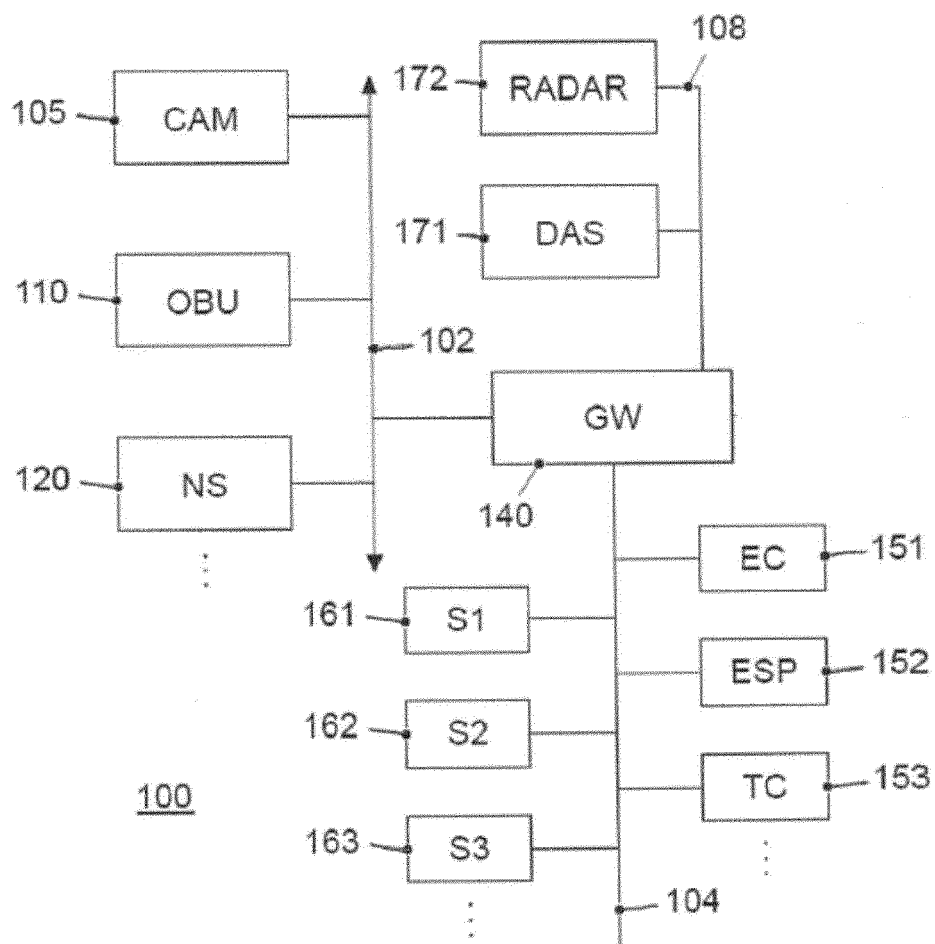 108
172 RADAR
105 CAM
171 DAS
110 OBU
102
GW
120 NS
140
EC 151
161 S1
ESP 152
162 S2
100
TC 153
163 S3
104